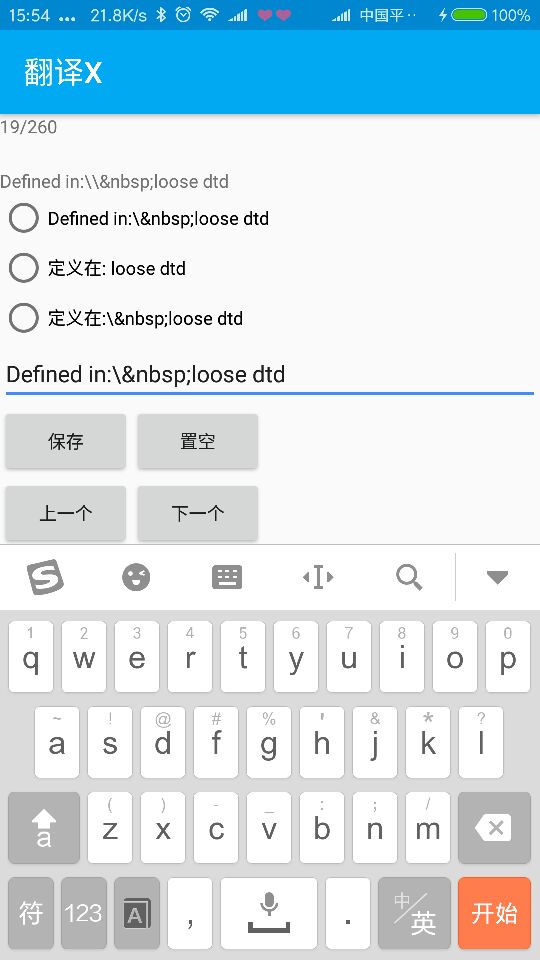 15:54 ... 21.8K/s 中国平‥ 100%
翻译X
19/260
Defined in:\\&nbsp;loose dtd
Defined in:\&nbsp;loose dtd
定义在: loose dtd
定义在:\&nbsp;loose dtd
Defined in:\&nbsp;loose dtd
保存 置空
上一个 下一个
S
1 2 3 4 5 6 7 8 9 0
q w e r t y u i o p
~ ! @ # % ' & * ?
a s d f g h j k l
( ) - _ : ; /
a z x c v b n m
符 123 A , . 中/英 开始